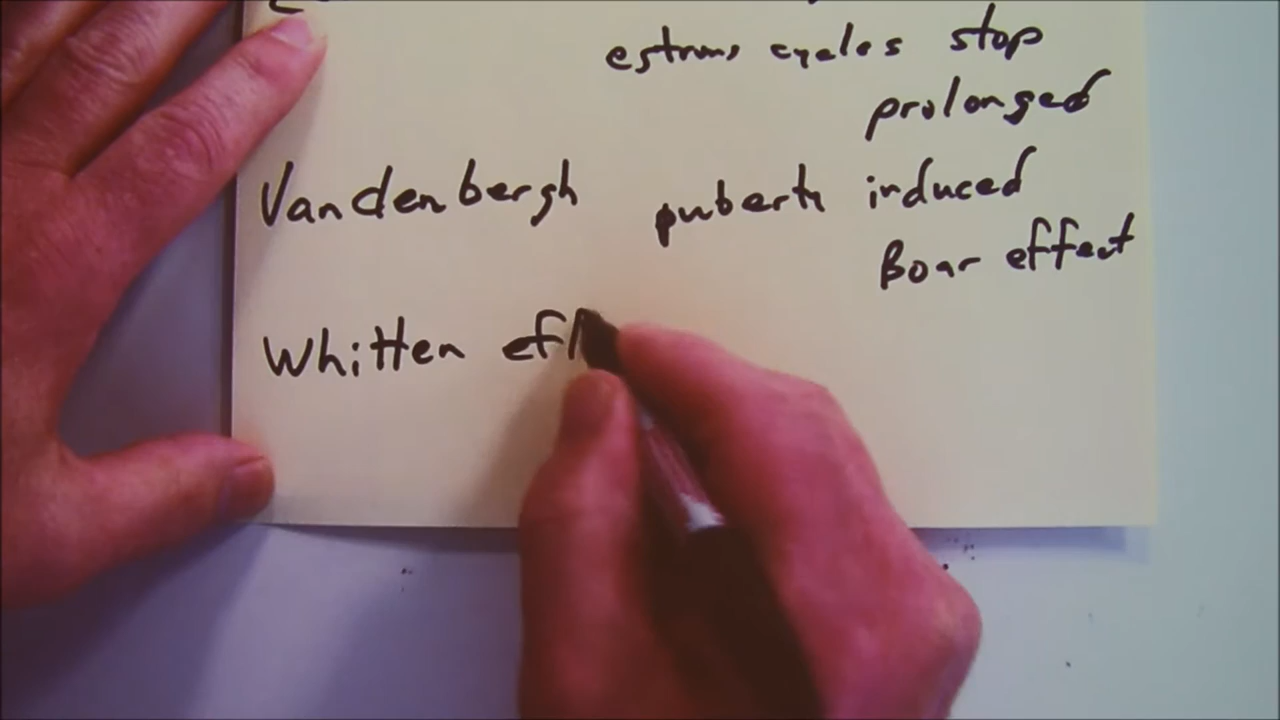 estrus cycles stop
prolonged
Vandenbergh puberty induced
Boar effect
Whitten eff